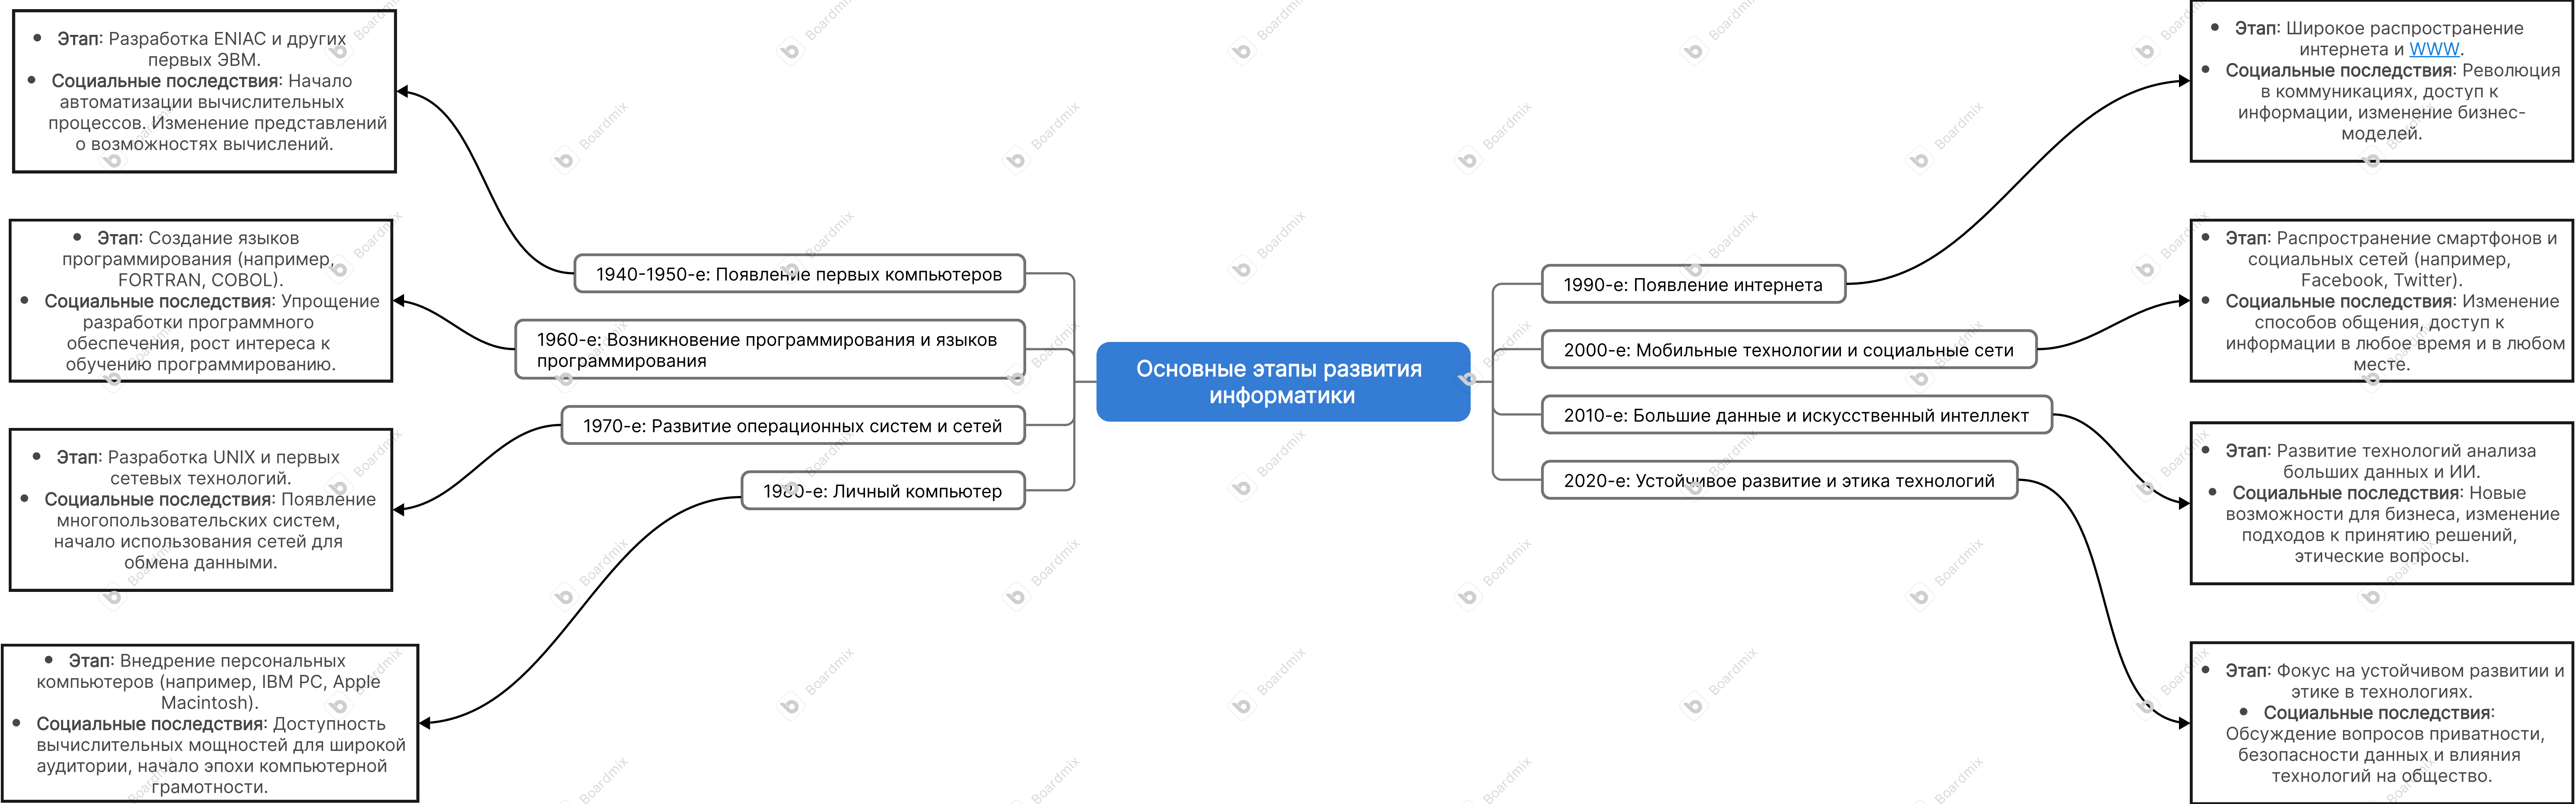 Основные этапы развития
информатики
1940-1950-е: Появление первых компьютеров
• Этап: Разработка ENIAC и других
первых ЭВМ.
• Социальные последствия: Начало
автоматизации вычислительных
процессов. Изменение представлений
о возможностях вычислений.
1960-е: Возникновение программирования и языков
программирования
• Этап: Создание языков
программирования (например,
FORTRAN, COBOL).
• Социальные последствия: Упрощение
разработки программного
обеспечения, рост интереса к
обучению программированию.
1970-е: Развитие операционных систем и сетей
• Этап: Разработка UNIX и первых
сетевых технологий.
• Социальные последствия: Появление
многопользовательских систем,
начало использования сетей для
обмена данными.
1980-е: Личный компьютер
• Этап: Внедрение персональных
компьютеров (например, IBM PC, Apple
Macintosh).
• Социальные последствия: Доступность
вычислительных мощностей для широкой
аудитории, начало эпохи компьютерной
грамотности.
1990-е: Появление интернета
• Этап: Широкое распространение
интернета и WWW.
• Социальные последствия: Революция
в коммуникациях, доступ к
информации, изменение бизнес-
моделей.
2000-е: Мобильные технологии и социальные сети
• Этап: Распространение смартфонов и
социальных сетей (например,
Facebook, Twitter).
• Социальные последствия: Изменение
способов общения, доступ к
информации в любое время и в любом
месте.
2010-е: Большие данные и искусственный интеллект
• Этап: Развитие технологий анализа
больших данных и ИИ.
• Социальные последствия: Новые
возможности для бизнеса, изменение
подходов к принятию решений,
этические вопросы.
2020-е: Устойчивое развитие и этика технологий
• Этап: Фокус на устойчивом развитии и
этике в технологиях.
• Социальные последствия:
Обсуждение вопросов приватности,
безопасности данных и влияния
технологий на общество.
Boardmix